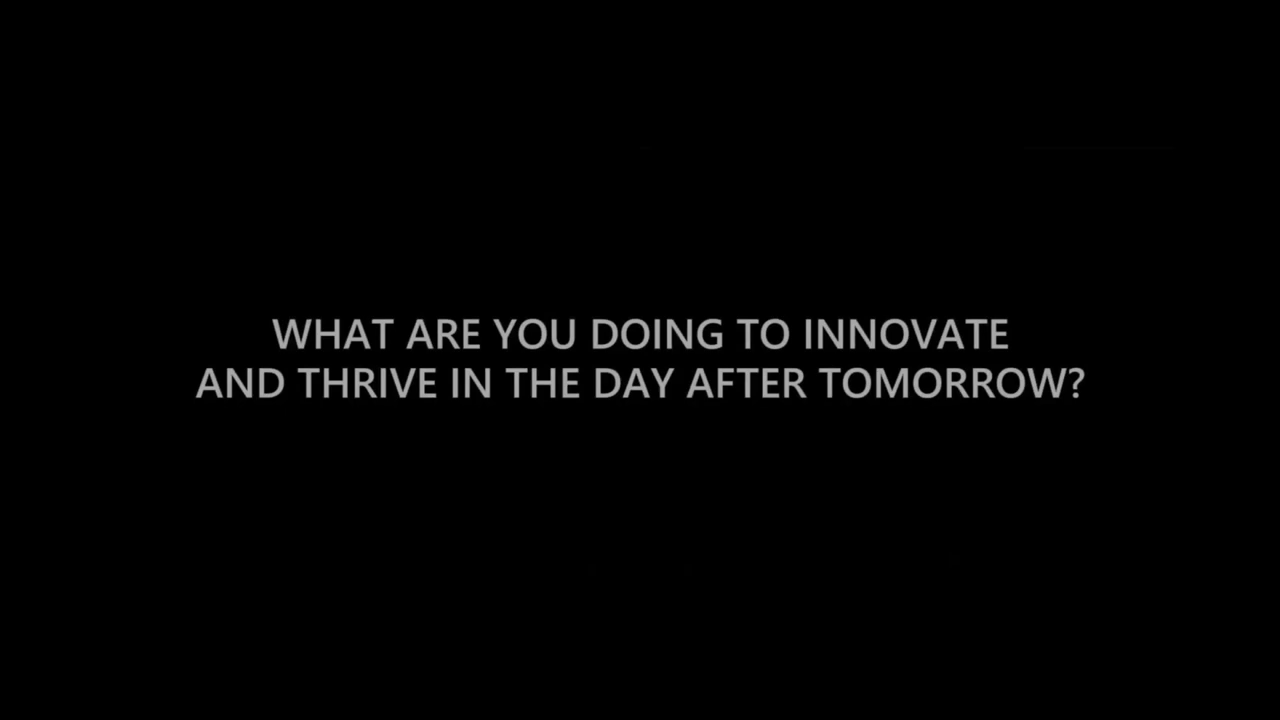 WHAT ARE YOU DOING TO INNOVATE
AND THRIVE IN THE DAY AFTER TOMORROW?